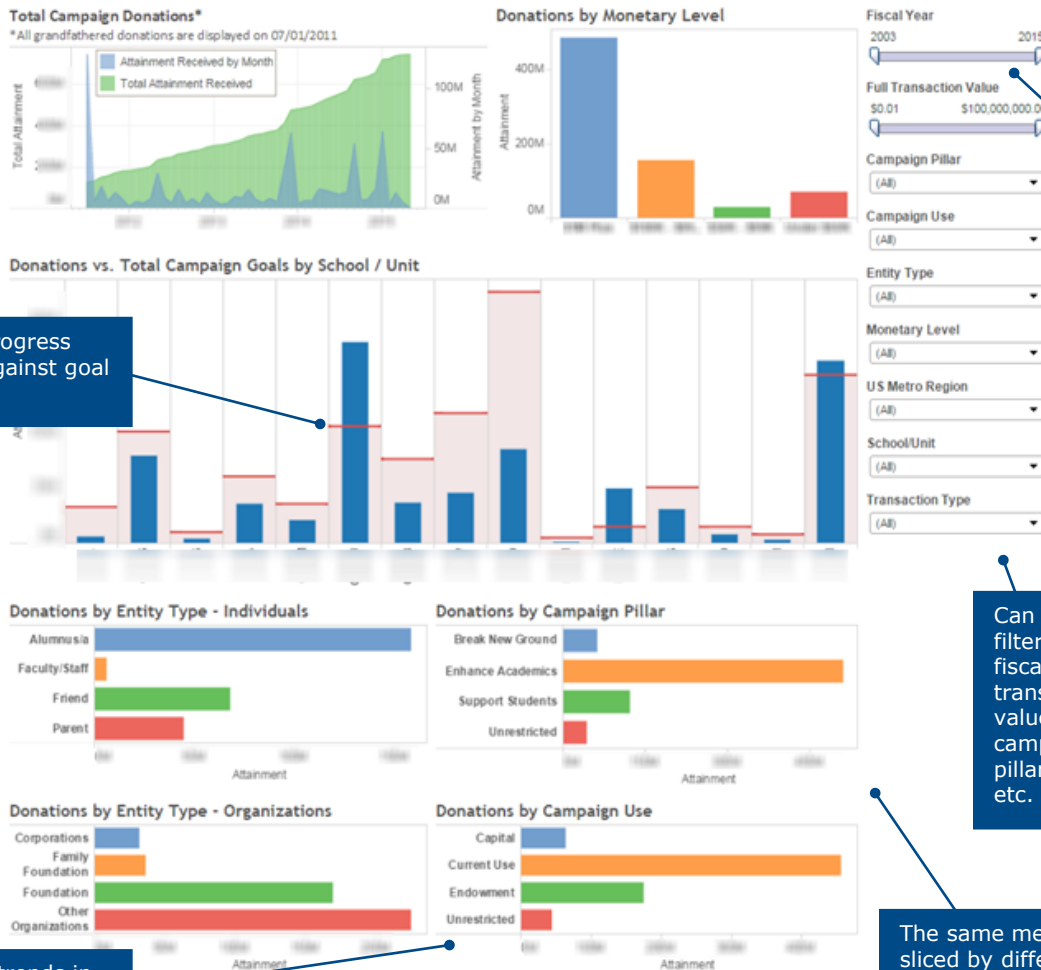 Total Campaign Donations*
*All grandfathered donations are displayed on 07/01/2011
Attainment Received by Month
Total Attainment Received
Total Attainment
100M
50M
0M
Attainment by Month
Donations by Monetary Level
400M
200M
0M
Attainment
Fiscal Year
2003 2015
Full Transaction Value
$0.01 $100,000,000.0
Campaign Pillar
(All)
Campaign Use
(All)
Entity Type
(All)
Monetary Level
(All)
US Metro Region
(All)
School/Unit
(All)
Transaction Type
(All)
Donations vs. Total Campaign Goals by School / Unit
ogress
gainst goal
Donations by Entity Type - Individuals
Alumnus/a
Faculty/Staff
Friend
Parent
Attainment
Donations by Campaign Pillar
Break New Ground
Enhance Academics
Support Students
Unrestricted
Attainment
Can
filter
fisca
trans
value
camp
pillar
etc.
Donations by Entity Type - Organizations
Corporations
Family
Foundation
Foundation
Other
Organizations
Attainment
Donations by Campaign Use
Capital
Current Use
Endowment
Unrestricted
Attainment
The same me
sliced by diffe
trends in